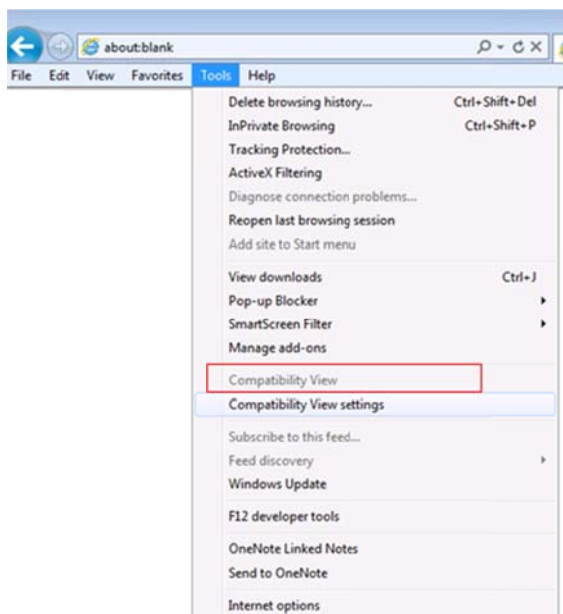 about:blank
File Edit View Favorites Tools Help
Delete browsing history... Ctrl+Shift+Del
InPrivate Browsing Ctrl+Shift+P
Tracking Protection...
ActiveX Filtering
Diagnose connection problems...
Reopen last browsing session
Add site to Start menu
View downloads Ctrl+J
Pop-up Blocker
SmartScreen Filter
Manage add-ons
Compatibility View
Compatibility View settings
Subscribe to this feed...
Feed discovery
Windows Update
F12 developer tools
OneNote Linked Notes
Send to OneNote
Internet options